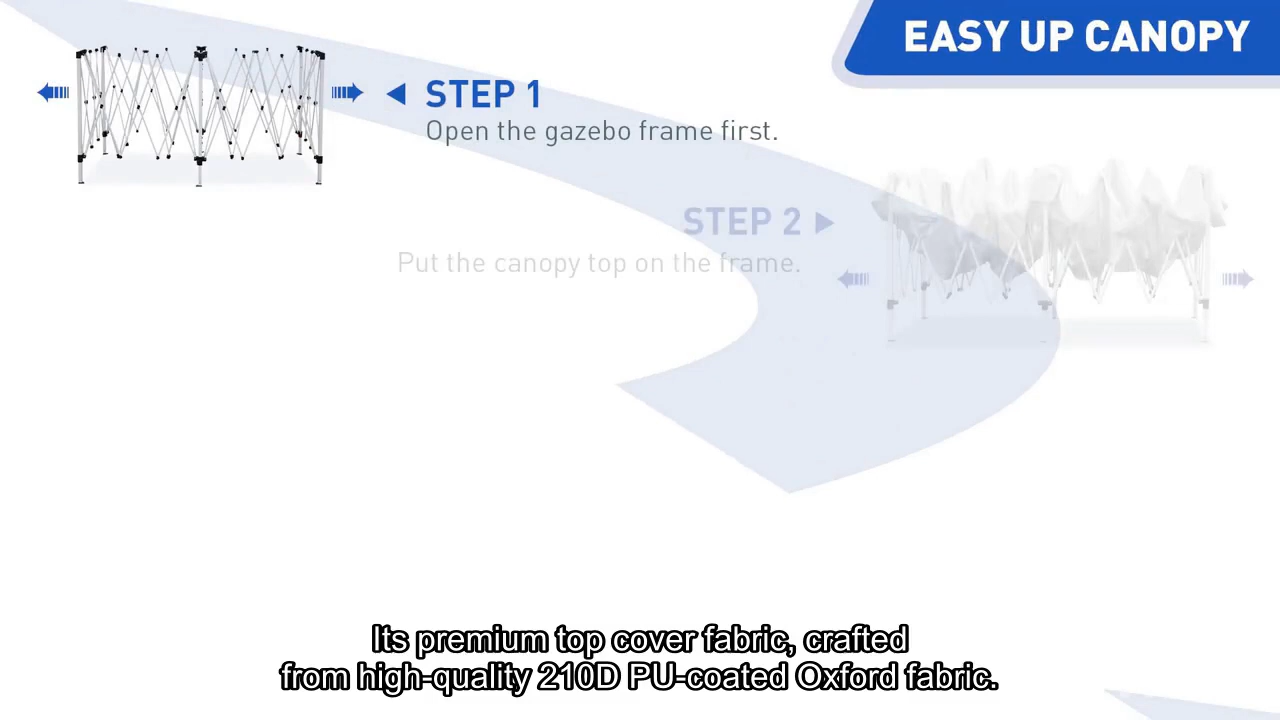 EASY UP CANOPY
STEP 1
Open the gazebo frame first.
STEP 2
Put the canopy top on the frame.
Its premium top cover fabric, crafted
from high-quality 210D PU-coated Oxford fabric.